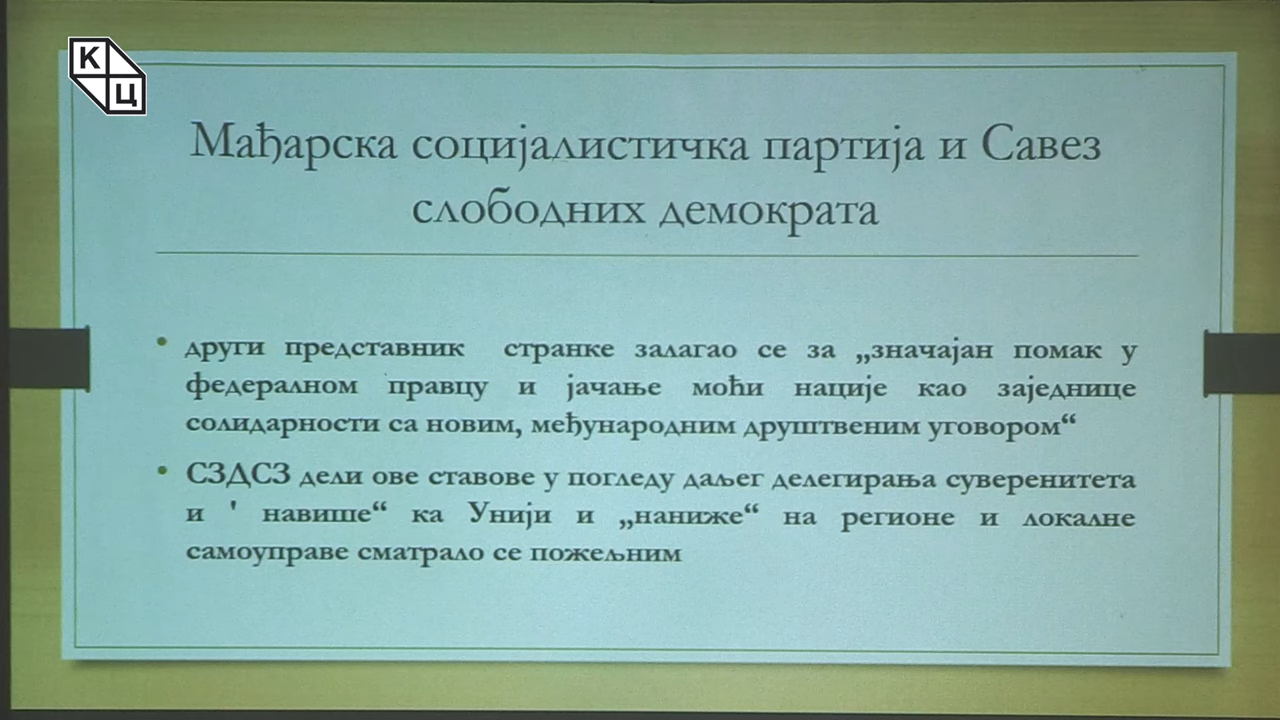 К
Ц
Мађарска социјалистичка партија и Савез
слободних демократа
• други представник странке залагао се за „значајан помак у
федералном правцу и јачање моћи нације као заједнице
солидарности са новим, међународним друштвеним уговором“
• СЗДСЗ дели ове ставове у погледу даљег делегирања суверенитета
и ' навише“ ка Унији и „наниже“ на регионе и локалне
самоуправе сматрало се пожељним